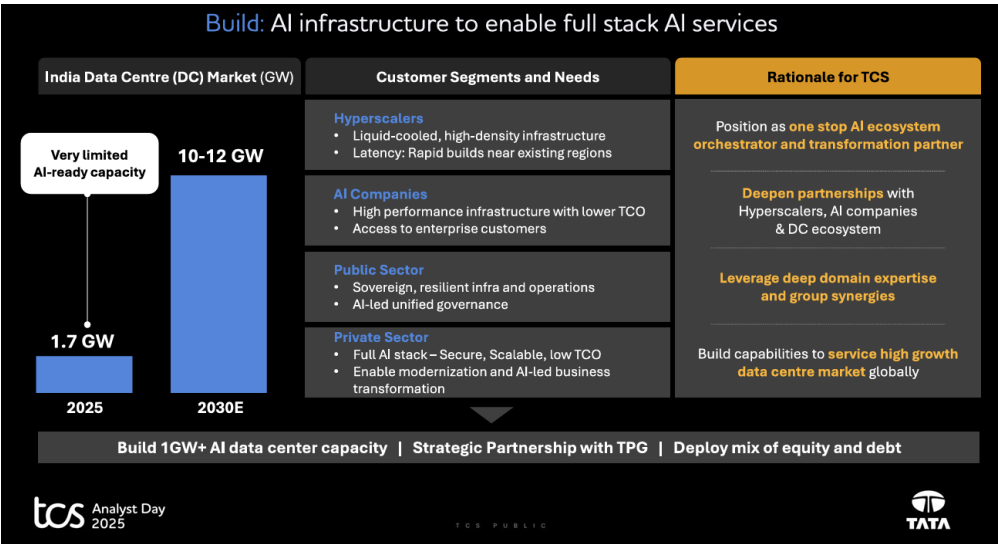 Build: AI infrastructure to enable full stack AI services
India Data Centre (DC) Market (GW)
Very limited
AI-ready capacity
10-12 GW
1.7 GW
2025
2030E
Customer Segments and Needs
Hyperscalers
• Liquid-cooled, high-density infrastructure
• Latency: Rapid builds near existing regions
AI Companies
• High performance infrastructure with lower TCO
• Access to enterprise customers
Public Sector
• Sovereign, resilient infra and operations
• AI-led unified governance
Private Sector
• Full AI stack – Secure, Scalable, low TCO
• Enable modernization and AI-led business
transformation
Rationale for TCS
Position as one stop AI ecosystem
orchestrator and transformation partner
Deepen partnerships with
Hyperscalers, AI companies
& DC ecosystem
Leverage deep domain expertise
and group synergies
Build capabilities to service high growth
data centre market globally
Build 1GW+ AI data center capacity | Strategic Partnership with TPG | Deploy mix of equity and debt
tcs
Analyst Day
2025
TCS PUBLIC
TATA